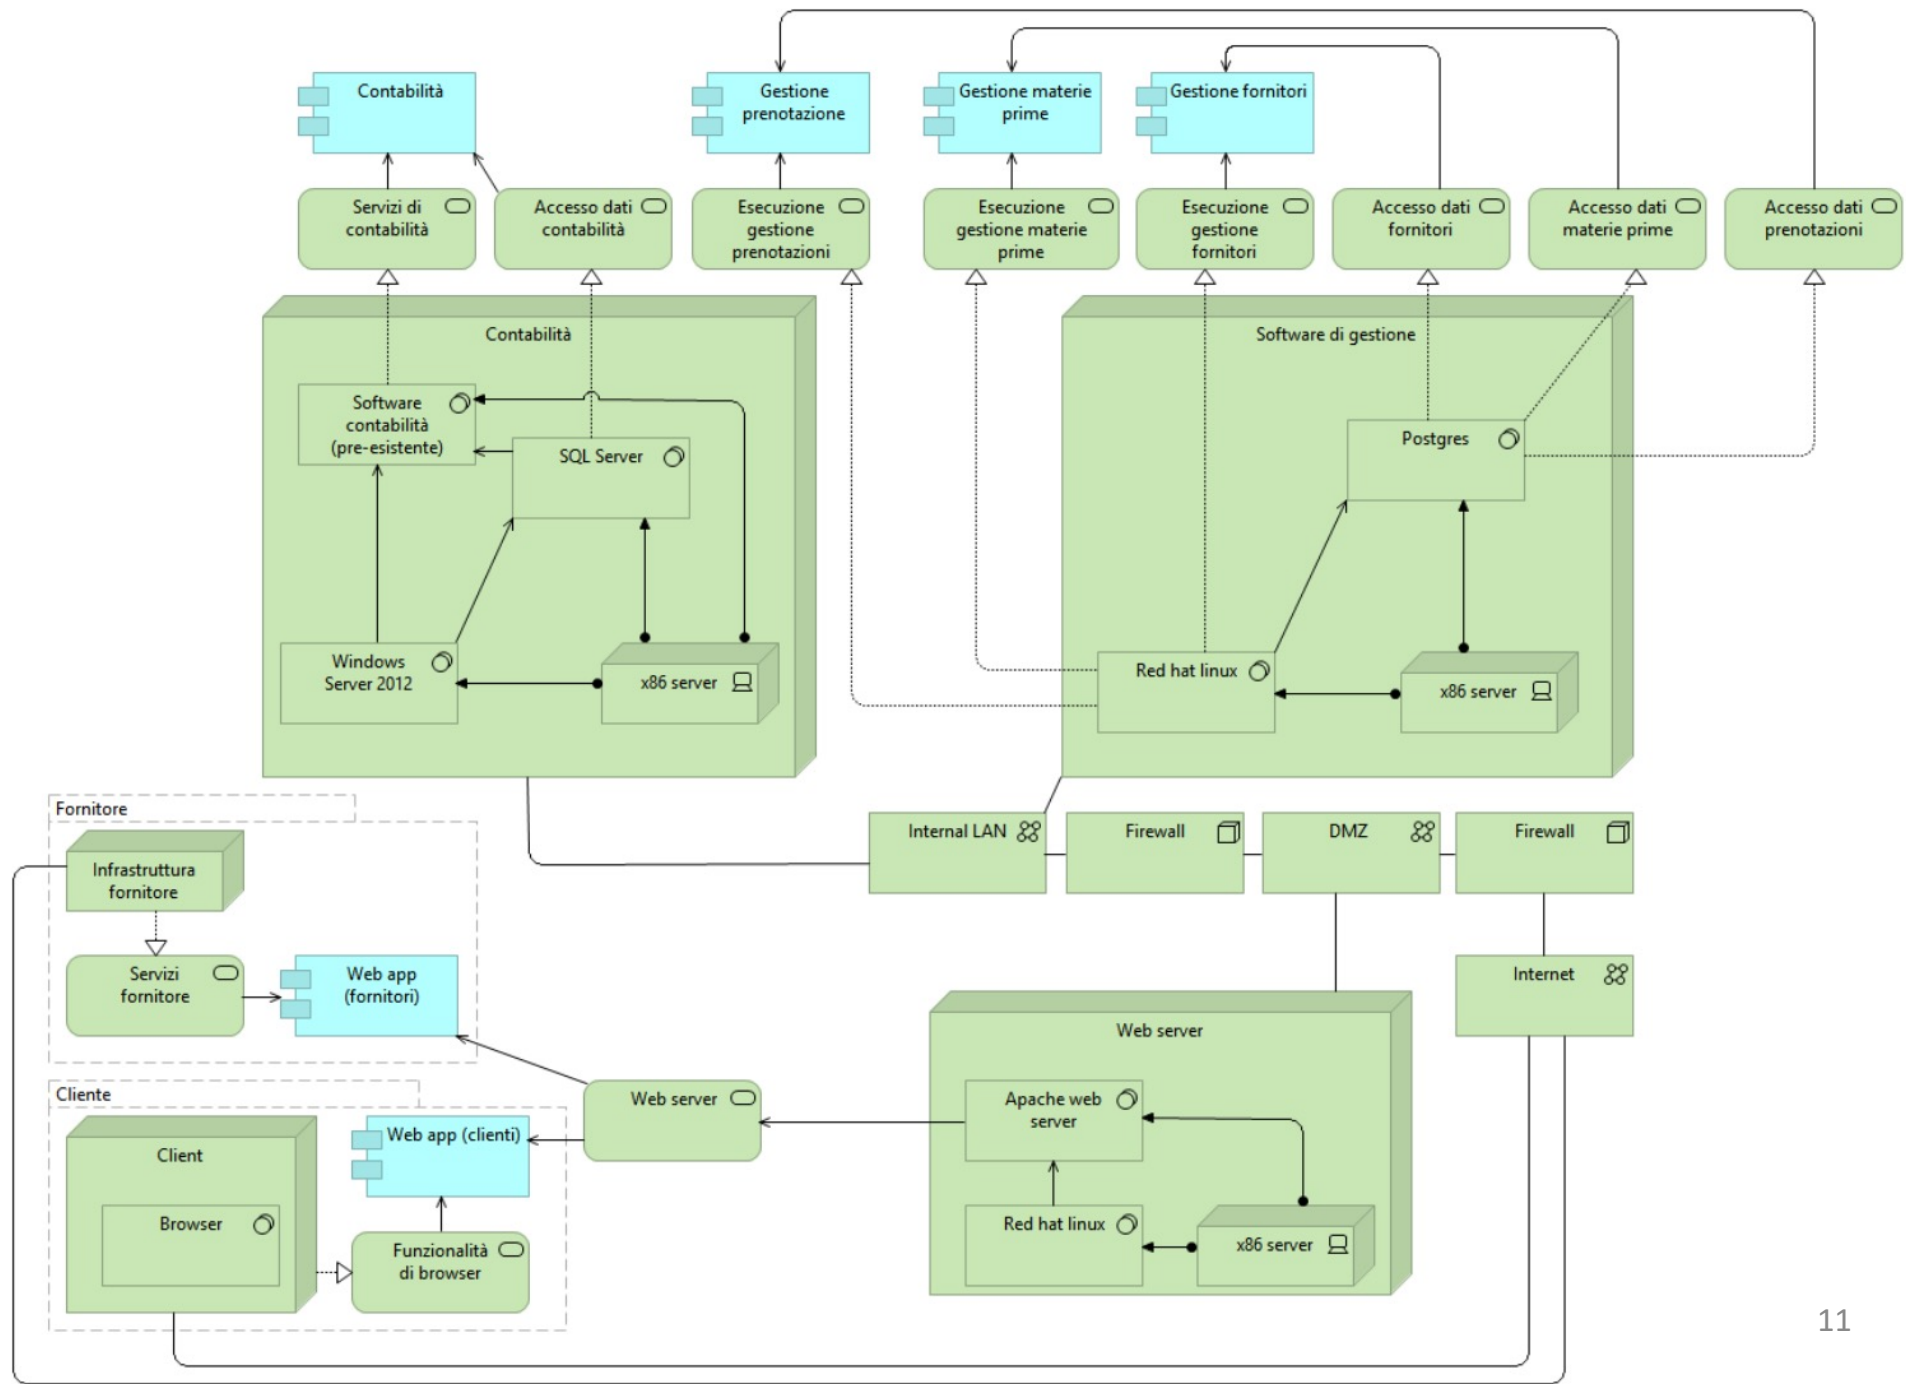 Contabilità
Gestione
prenotazione
Gestione materie
prime
Gestione fornitori
Servizi di
contabilità
Accesso dati
contabilità
Esecuzione
gestione
prenotazioni
Esecuzione
gestione materie
prime
Esecuzione
gestione
fornitori
Accesso dati
fornitori
Accesso dati
materie prime
Accesso dati
prenotazioni
Contabilità
Software
contabilità
(pre-esistente)
SQL Server
Windows
Server 2012
x86 server
Software di gestione
Postgres
Red hat linux
x86 server
Internal LAN
Firewall
DMZ
Firewall
Internet
Fornitore
Infrastruttura
fornitore
Servizi
fornitore
Web app
(fornitori)
Cliente
Client
Browser
Web app (clienti)
Funzionalità
di browser
Web server
Web server
Apache web
server
Red hat linux
x86 server
11